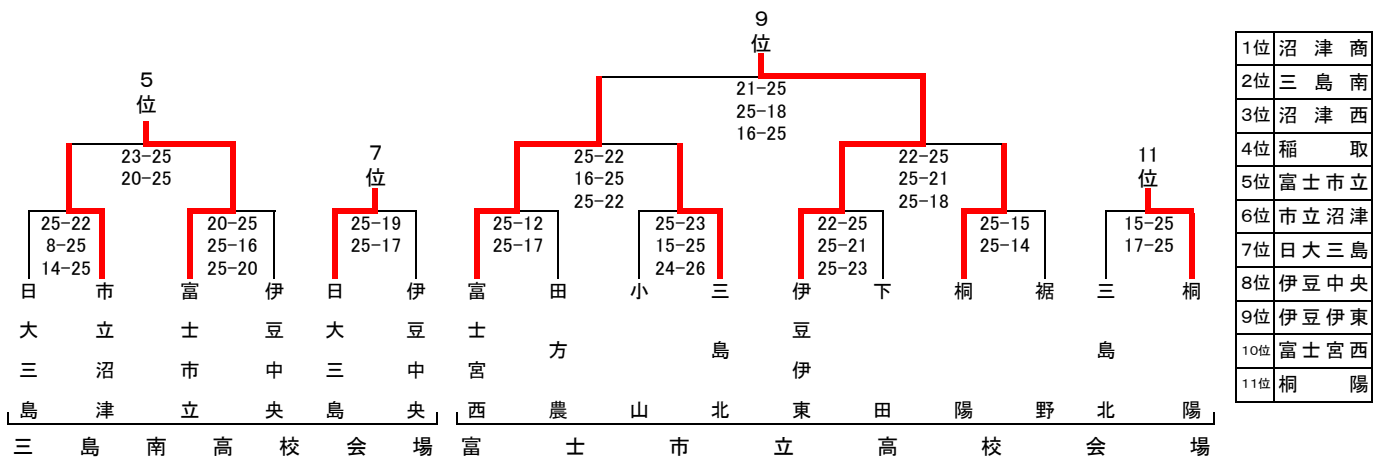 9位
5位
7位
11位
21-25
25-18
16-25
23-25
20-25
25-22
16-25
25-22
22-25
25-21
25-18
25-22
8-25
14-25
20-25
25-16
25-20
25-19
25-17
25-12
25-17
25-23
15-25
24-26
22-25
25-21
25-23
25-15
25-14
15-25
17-25
日大三島
市立沼津
富士市立
伊豆中央
日大三島
伊豆中央
富士宮西
田方農
小山
三島北
伊豆伊東
下田
桐陽
裾野
三島北
桐陽
三島南高校会場
富士市立高校会場
1位 沼津商
2位 三島南
3位 沼津西
4位 稲取
5位 富士市立
6位 市立沼津
7位 日大三島
8位 伊豆中央
9位 伊豆伊東
10位 富士宮西
11位 桐陽